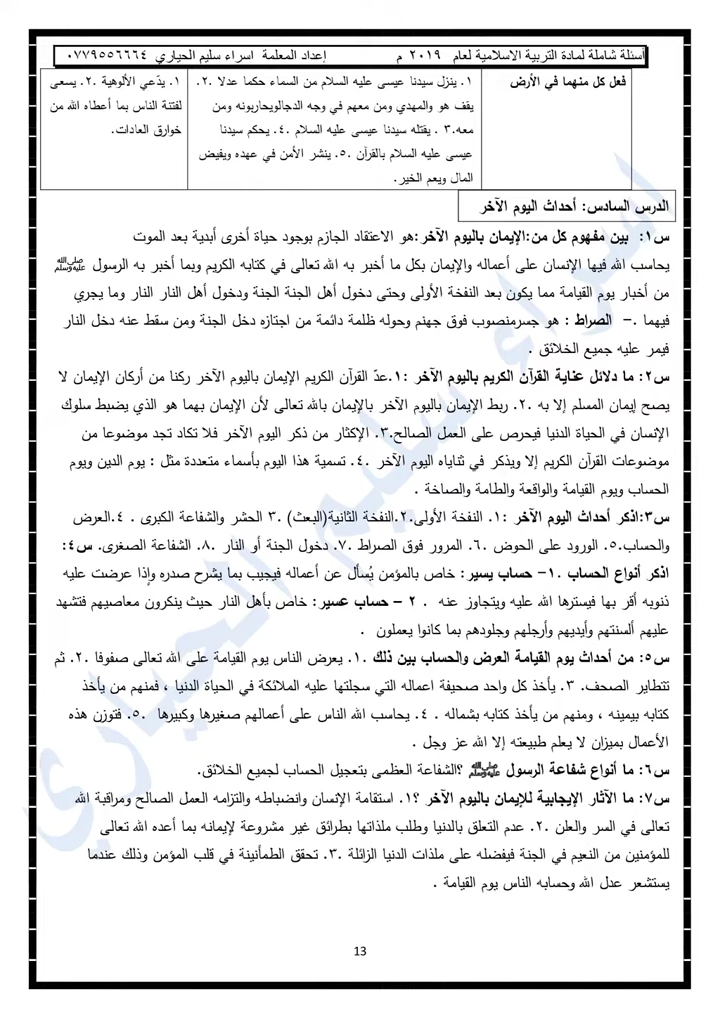 أسئلة شاملة لمادة التربية الاسلامية لعام ٢٠١٩ م إعداد المعلمة اسراء سليم الحياري ٠٧٧٩٥٥٦٦٦٤
فعل كل منهما في الأرض
١. ينزل سيدنا عيسى عليه السلام من السماء حكما عدلا ٢.
يقف هو والمهدي ومن معهم في وجه الدجالويحاربونه ومن
معه.٣ . يقتله سيدنا عيسى عليه السلام .٤. يحكم سيدنا
عيسى عليه السلام بالقرآن .٥. ينشر الأمن في عهده ويفيض
المال ويعم الخير.
١. يدّعي الألوهية .٢. يسعى
لفتنة الناس بما أعطاه الله من
خوارق العادات.
الدرس السادس: أحداث اليوم الآخر
س١: بين مفهوم كل من:الإيمان باليوم الآخر:هو الاعتقاد الجازم بوجود حياة أخرى أبدية بعد الموت
يحاسب الله فيها الإنسان على أعماله والإيمان بكل ما أخبر به الله تعالى في كتابه الكريم وبما أخبر به الرسول ﷺ
من أخبار يوم القيامة مما يكون بعد النفخة الأولى وحتى دخول أهل الجنة الجنة ودخول أهل النار النار وما يجري
فيهما .- الصراط : هو جسرمنصوب فوق جهنم وحوله ظلمة دائمة من اجتازه دخل الجنة ومن سقط عنه دخل النار
فيمر عليه جميع الخلائق .
س٢: ما دلائل عناية القرآن الكريم باليوم الآخر :١.عدّ القرآن الكريم الإيمان باليوم الآخر ركنا من أركان الإيمان لا
يصح إيمان المسلم إلا به .٢. ربط الإيمان باليوم الآخر بالإيمان بالله تعالى لأن الإيمان بهما هو الذي يضبط سلوك
الإنسان في الحياة الدنيا فيحرص على العمل الصالح.٣. الإكثار من ذكر اليوم الآخر فلا تكاد تجد موضوعا من
موضوعات القرآن الكريم إلا ويذكر في ثناياه اليوم الآخر .٤. تسمية هذا اليوم بأسماء متعددة مثل : يوم الدين ويوم
الحساب ويوم القيامة والواقعة والطامة والصاخة .
س٣:اذكر أحداث اليوم الآخر :١. النفخة الأولى.٢.النفخة الثانية(البعث) .٣ الحشر والشفاعة الكبرى . ٤.العرض
والحساب.٥. الورود على الحوض .٦. المرور فوق الصراط .٧. دخول الجنة أو النار .٨. الشفاعة الصغرى. س٤:
اذكر أنواع الحساب .١- حساب يسير: خاص بالمؤمن يُسأل عن أعماله فيجيب بما يشرح صدره وإذا عرضت عليه
ذنوبه أقر بها فيسترها الله عليه ويتجاوز عنه . ٢ - حساب عسير: خاص بأهل النار حيث ينكرون معاصيهم فتشهد
عليهم ألسنتهم وأيديهم وأرجلهم وجلودهم بما كانوا يعملون .
س٥: من أحداث يوم القيامة العرض والحساب بين ذلك .١. يعرض الناس يوم القيامة على الله تعالى صفوفا .٢. ثم
تتطاير الصحف. ٣. يأخذ كل واحد صحيفة اعماله التي سجلتها عليه الملائكة في الحياة الدنيا ، فمنهم من يأخذ
كتابه بيمينه ، ومنهم من يأخذ كتابه بشماله . ٤. يحاسب الله الناس على أعمالهم صغيرها وكبيرها .٥. فتوزن هذه
الأعمال بميزان لا يعلم طبيعته إلا الله عز وجل .
س٦: ما أنواع شفاعة الرسول ﷺ ؟الشفاعة العظمى بتعجيل الحساب لجميع الخلائق.
س٧: ما الآثار الإيجابية للإيمان باليوم الآخر ؟١. استقامة الإنسان وانضباطه والتزامه العمل الصالح ومراقبة الله
تعالى في السر والعلن .٢. عدم التعلق بالدنيا وطلب ملذاتها بطرائق غير مشروعة لإيمانه بما أعده الله تعالى
للمؤمنين من النعيم في الجنة فيفضله على ملذات الدنيا الزائلة .٣. تحقق الطمأنينة في قلب المؤمن وذلك عندما
يستشعر عدل الله وحسابه الناس يوم القيامة .
13
اسراء سليم الحياري